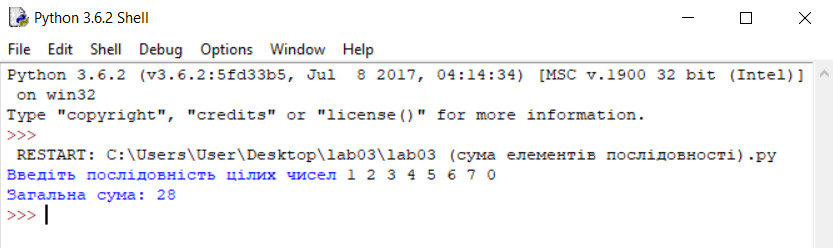 Python 3.6.2 Shell
File Edit Shell Debug Options Window Help
Python 3.6.2 (v3.6.2:5fd33b5, Jul  8 2017, 04:14:34) [MSC v.1900 32 bit (Intel)]
 on win32
Type "copyright", "credits" or "license()" for more information.
>>>
 RESTART: C:\Users\User\Desktop\lab03\lab03 (сума елементів послідовності).py
Введіть послідовність цілих чисел 1 2 3 4 5 6 7 0
Загальна сума: 28
>>>